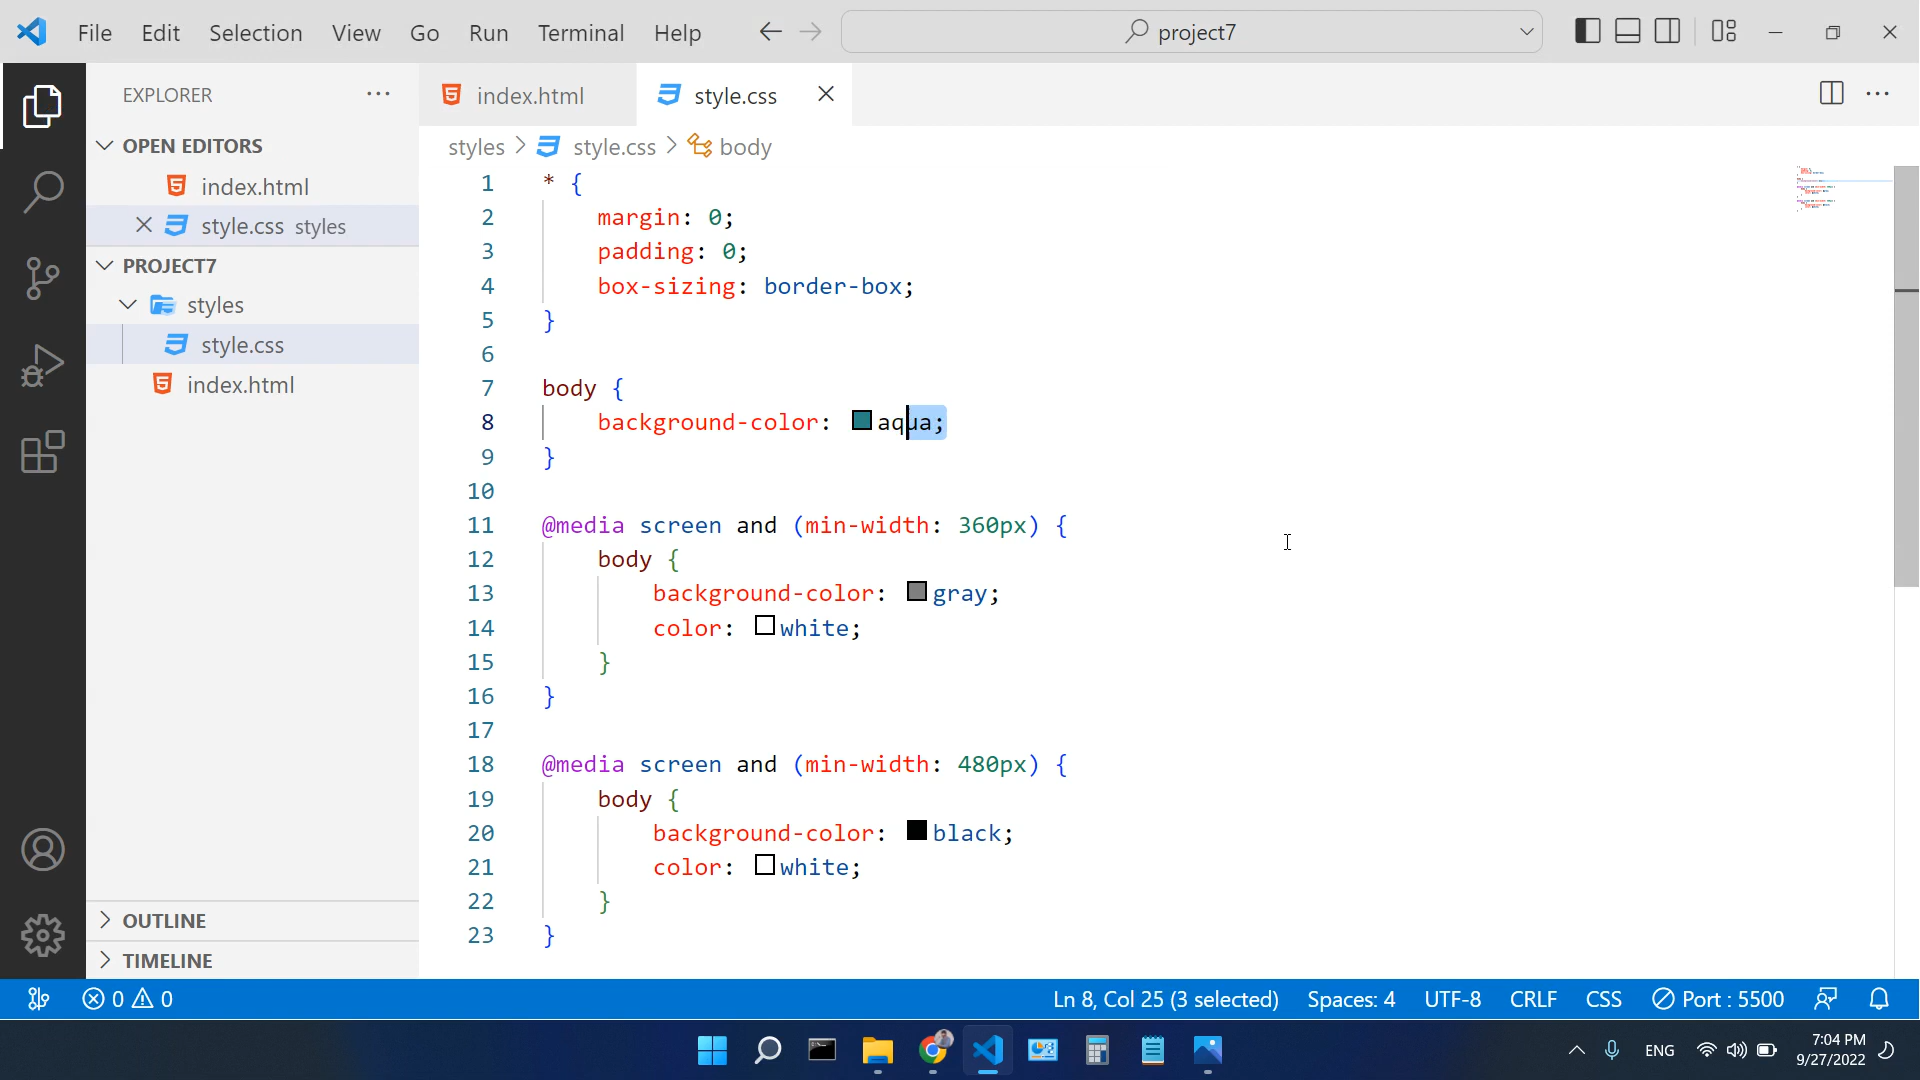 File Edit Selection View Go Run Terminal Help
project7
EXPLORER
OPEN EDITORS
index.html
style.css styles
PROJECT7
styles
style.css
index.html
OUTLINE
TIMELINE
index.html
style.css
styles > style.css > body
1 * {
2 margin: 0;
3 padding: 0;
4 box-sizing: border-box;
5 }
6
7 body {
8 background-color: aqua;
9 }
10
11 @media screen and (min-width: 360px) {
12 body {
13 background-color: gray;
14 color: white;
15 }
16 }
17
18 @media screen and (min-width: 480px) {
19 body {
20 background-color: black;
21 color: white;
22 }
23 }
0 0
Ln 8, Col 25 (3 selected) Spaces: 4 UTF-8 CRLF CSS Port : 5500
ENG
7:04 PM
9/27/2022